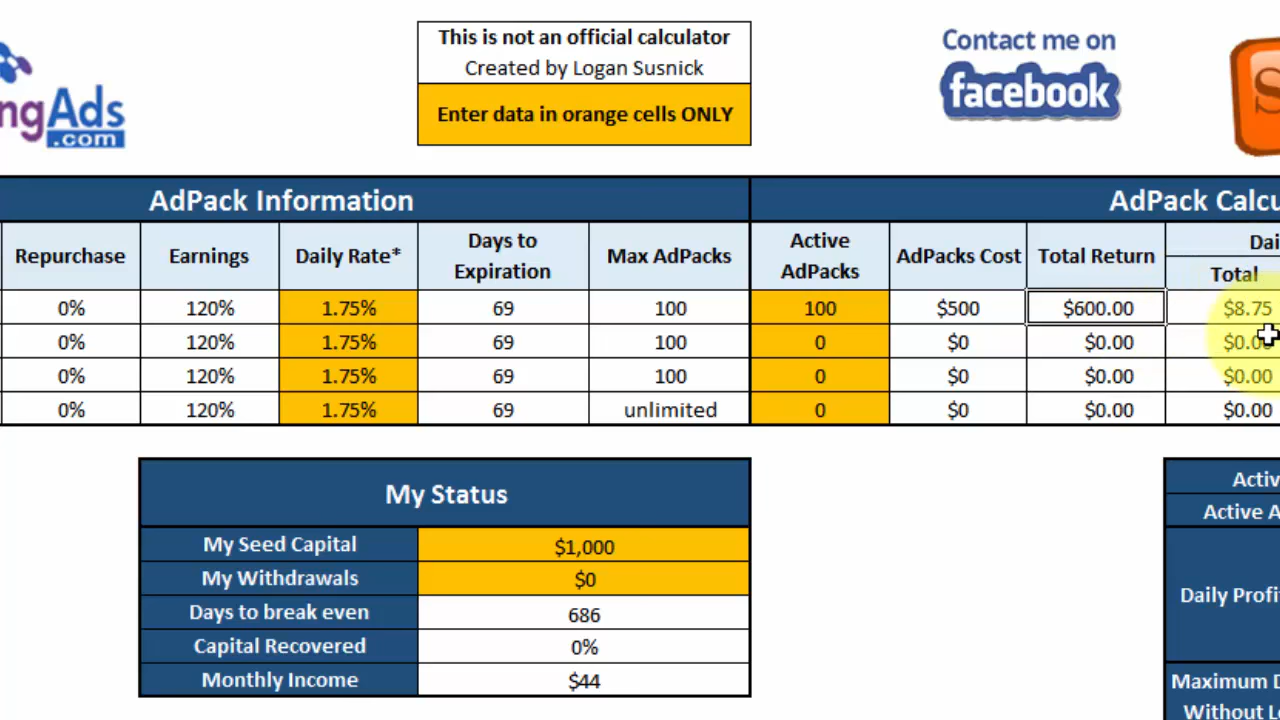 This is not an official calculator
Created by Logan Susnick
Enter data in orange cells ONLY
Contact me on
facebook
ngAds
.com
S
AdPack Information
AdPack Calcu
Repurchase Earnings Daily Rate* Days to Expiration Max AdPacks Active AdPacks AdPacks Cost Total Return Dai
Total
0% 120% 1.75% 69 100 100 $500 $600.00 $8.75
0% 120% 1.75% 69 100 0 $0 $0.00 $0.00
0% 120% 1.75% 69 100 0 $0 $0.00 $0.00
0% 120% 1.75% 69 unlimited 0 $0 $0.00 $0.00
My Status
My Seed Capital $1,000
My Withdrawals $0
Days to break even 686
Capital Recovered 0%
Monthly Income $44
Activ
Active A
Daily Profi
Maximum D
Without Lo